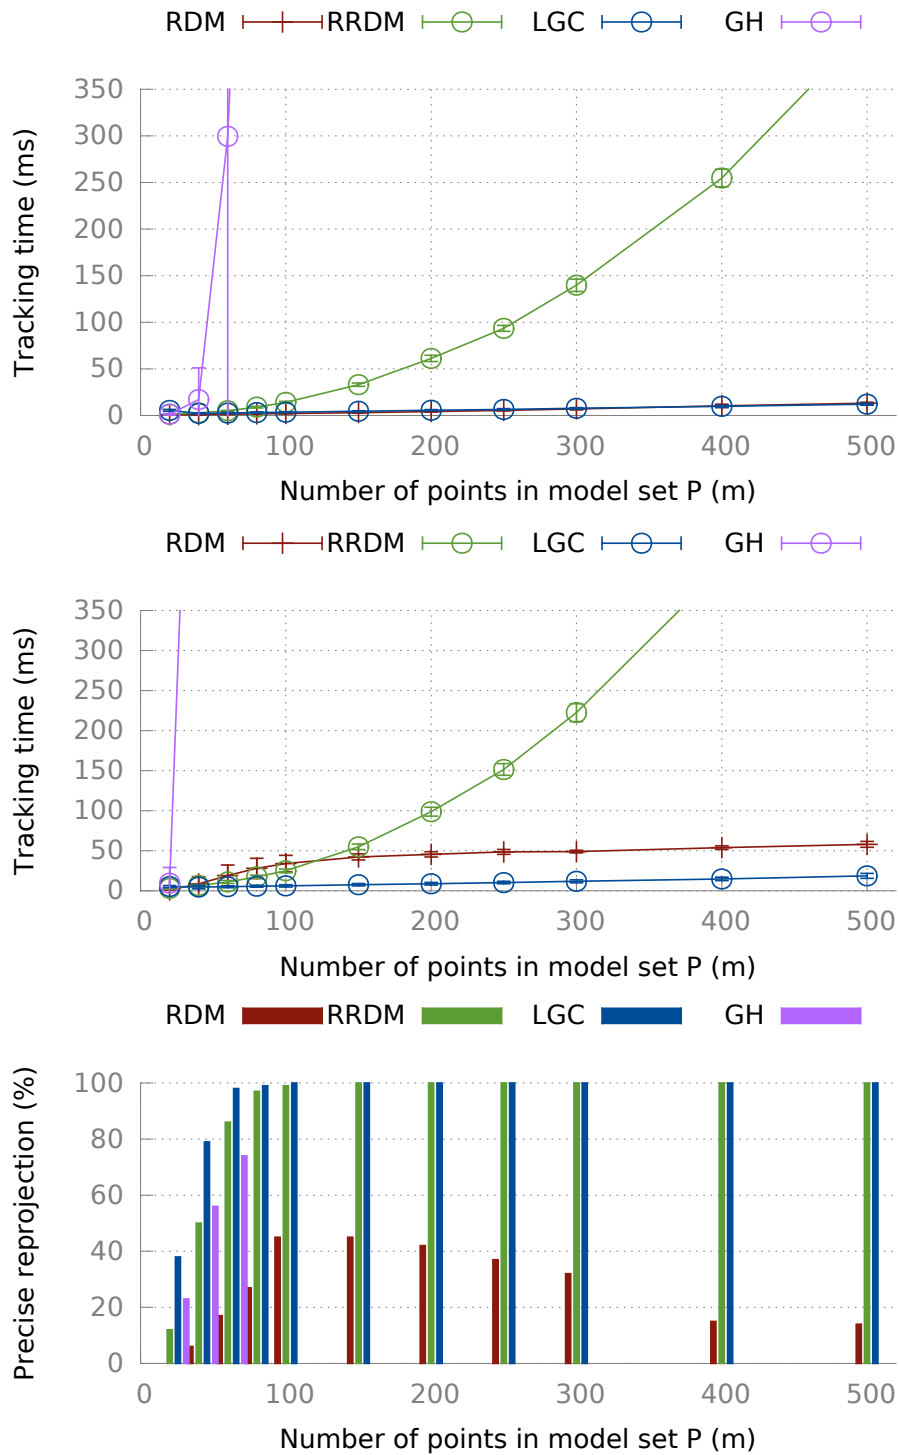 RDM RRDM LGC GH
350
300
250
200
150
100
50
0
Tracking time (ms)
0 100 200 300 400 500
Number of points in model set P (m)
RDM RRDM LGC GH
350
300
250
200
150
100
50
0
Tracking time (ms)
0 100 200 300 400 500
Number of points in model set P (m)
RDM RRDM LGC GH
100
80
60
40
20
0
Precise reprojection (%)
0 100 200 300 400 500
Number of points in model set P (m)